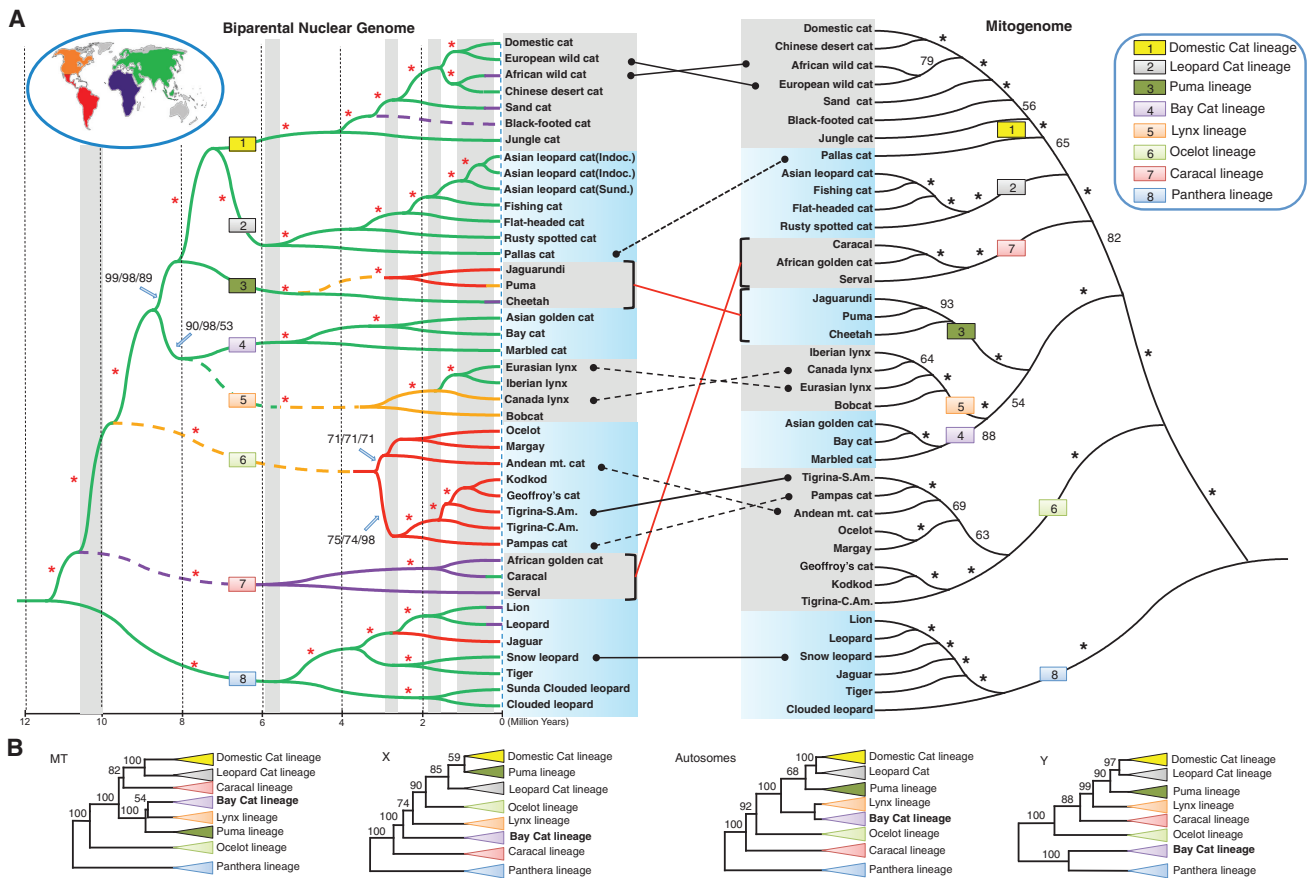 A
Biparental Nuclear Genome
Mitogenome
Domestic cat
European wild cat
African wild cat
Chinese desert cat
Sand cat
Black-footed cat
Jungle cat
Asian leopard cat(Indoc.)
Asian leopard cat(Indoc.)
Asian leopard cat(Sund.)
Fishing cat
Flat-headed cat
Rusty spotted cat
Pallas cat
Jaguarundi
Puma
Cheetah
Asian golden cat
Bay cat
Marbled cat
Eurasian lynx
Iberian lynx
Canada lynx
Bobcat
Ocelot
Margay
Andean mt. cat
Kodkod
Geoffroy's cat
Tigrina-S.Am.
Tigrina-C.Am.
Pampas cat
African golden cat
Caracal
Serval
Lion
Leopard
Jaguar
Snow leopard
Tiger
Sunda Clouded leopard
Clouded leopard
1
2
3
4
5
6
7
8
99/98/89
90/98/53
71/71/71
75/74/98
* * * * * * * * * * * * * * * * * * * * * * * * * * * * * *
12 10 8 6 4 2 0 (Million Years)
Domestic cat
Chinese desert cat
African wild cat
European wild cat
Sand cat
Black-footed cat
Jungle cat
Pallas cat
Asian leopard cat
Fishing cat
Flat-headed cat
Rusty spotted cat
Caracal
African golden cat
Serval
Jaguarundi
Puma
Cheetah
Iberian lynx
Canada lynx
Eurasian lynx
Bobcat
Asian golden cat
Bay cat
Marbled cat
Tigrina-S.Am.
Pampas cat
Andean mt. cat
Ocelot
Margay
Geoffroy's cat
Kodkod
Tigrina-C.Am.
Lion
Leopard
Snow leopard
Jaguar
Tiger
Clouded leopard
79
56
1
65
2
82
7
93
3
64
5
54
4 88
69
6
63
8
1 Domestic Cat lineage
2 Leopard Cat lineage
3 Puma lineage
4 Bay Cat lineage
5 Lynx lineage
6 Ocelot lineage
7 Caracal lineage
8 Panthera lineage
B
MT
100
82
100
54
100
100
Domestic Cat lineage
Leopard Cat lineage
Caracal lineage
Bay Cat lineage
Lynx lineage
Puma lineage
Ocelot lineage
Panthera lineage
X
59
85
90
74
100
100
Domestic Cat lineage
Puma lineage
Leopard Cat lineage
Ocelot lineage
Lynx lineage
Bay Cat lineage
Caracal lineage
Panthera lineage
Autosomes
100
68
92
100
100
Domestic Cat lineage
Leopard Cat
Puma lineage
Lynx lineage
Bay Cat lineage
Ocelot lineage
Caracal lineage
Panthera lineage
Y
97
90
99
88
100
100
Domestic Cat lineage
Leopard Cat lineage
Puma lineage
Lynx lineage
Caracal lineage
Ocelot lineage
Bay Cat lineage
Panthera lineage